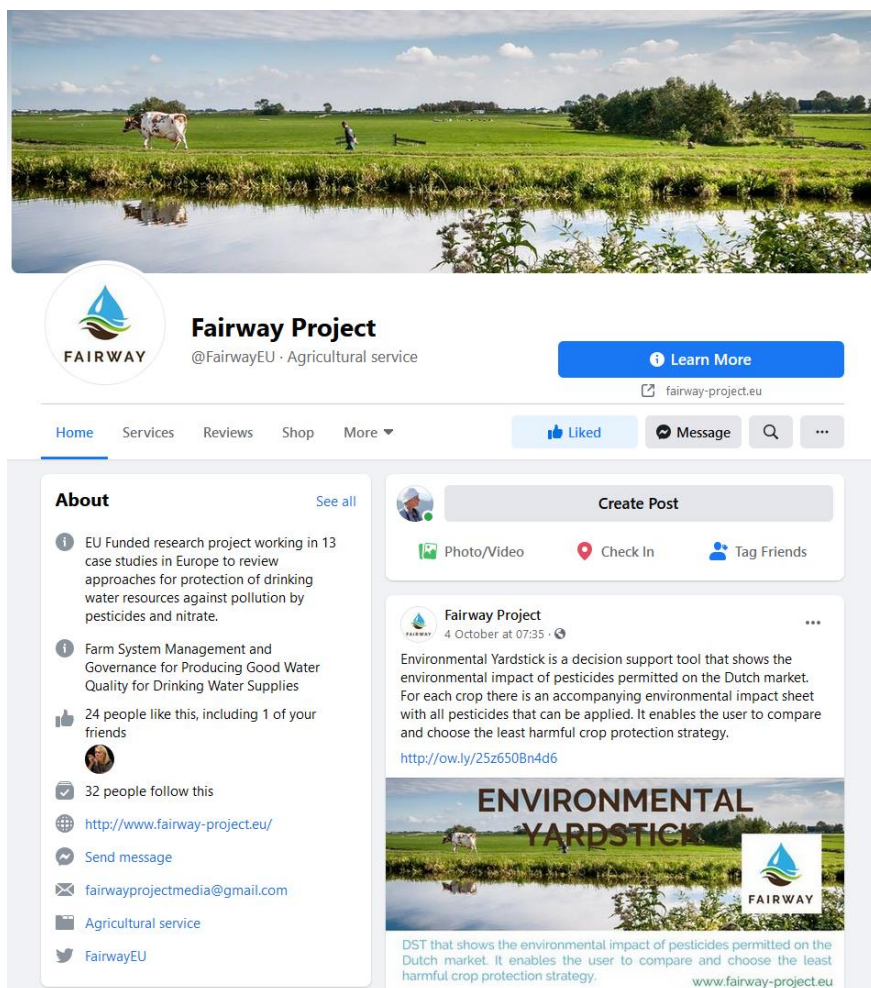 FAIRWAY
Fairway Project
@FairwayEU · Agricultural service
Learn More
fairway-project.eu
Home Services Reviews Shop More
Liked Message ...
About See all
EU Funded research project working in 13
case studies in Europe to review
approaches for protection of drinking
water resources against pollution by
pesticides and nitrate.
Farm System Management and
Governance for Producing Good Water
Quality for Drinking Water Supplies
24 people like this, including 1 of your
friends
32 people follow this
http://www.fairway-project.eu/
Send message
fairwayprojectmedia@gmail.com
Agricultural service
FairwayEU
Create Post
Photo/Video Check In Tag Friends
FAIRWAY
Fairway Project
4 October at 07:35 ·
Environmental Yardstick is a decision support tool that shows the
environmental impact of pesticides permitted on the Dutch market.
For each crop there is an accompanying environmental impact sheet
with all pesticides that can be applied. It enables the user to compare
and choose the least harmful crop protection strategy.
http://ow.ly/25z650Bn4d6
ENVIRONMENTAL
YARDSTICK
FAIRWAY
DST that shows the environmental impact of pesticides permitted on the
Dutch market. It enables the user to compare and choose the least
harmful crop protection strategy.
www.fairway-project.eu